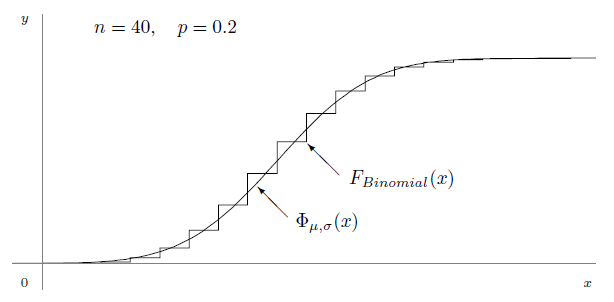 y
n = 40, p = 0.2
F_{Binomial}(x)
Φ_{μ,σ}(x)
0 x